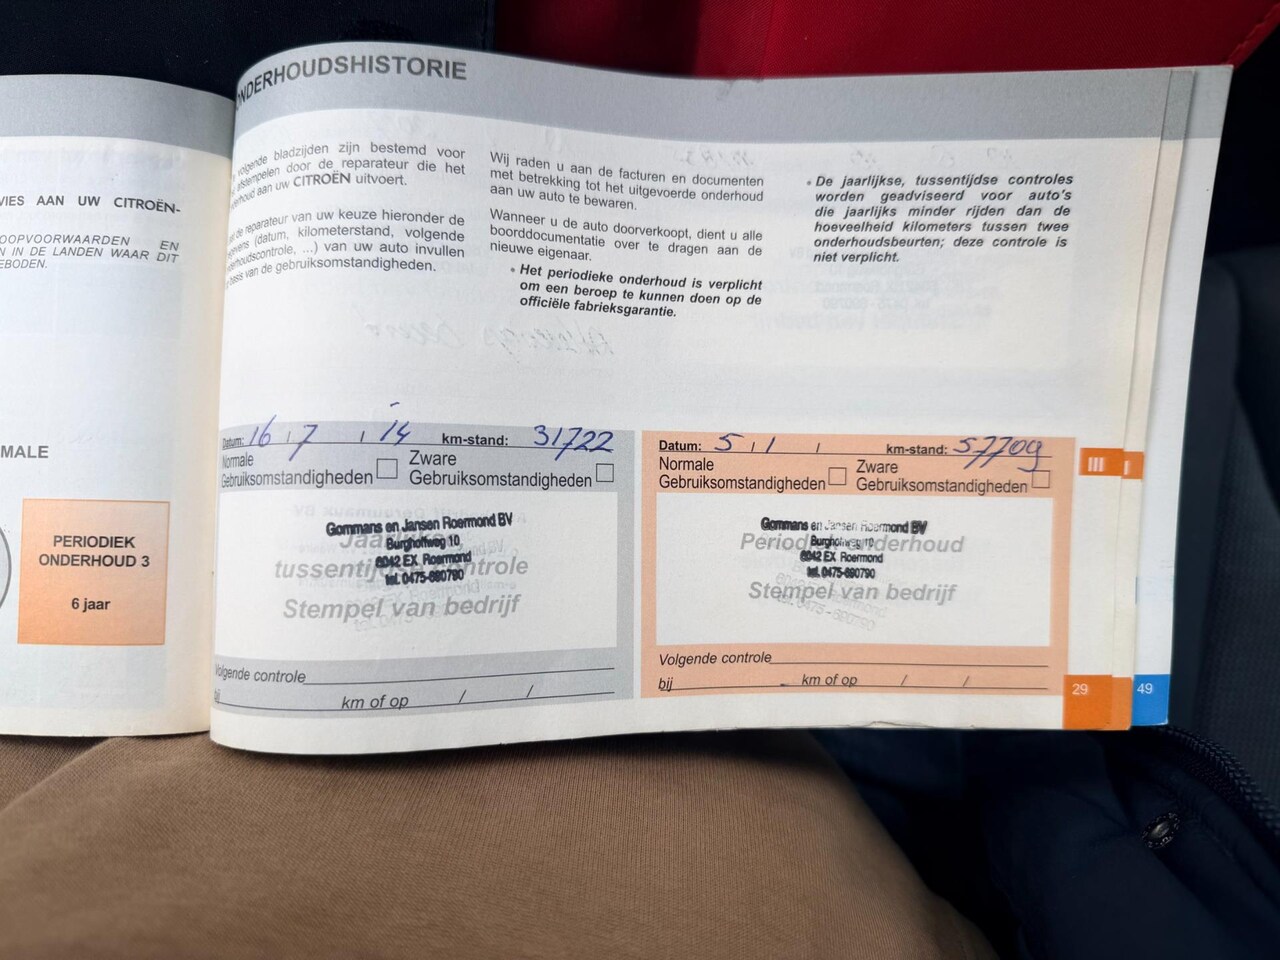 VIES AAN UW CITROËN-
OOPVOORWAARDEN EN
N IN DE LANDEN WAAR DIT
EBODEN.
MALE
PERIODIEK
ONDERHOUD 3
6 jaar
ONDERHOUDSHISTORIE
volgende bladzijden zijn bestemd voor
afstempelen door de reparateur die het
aan uw CITROËN uitvoert.
de reparateur van uw keuze hieronder de
(datum, kilometerstand, volgende
...) van uw auto invullen
basis van de gebruiksomstandigheden.
Wij raden u aan de facturen en documenten
met betrekking tot het uitgevoerde onderhoud
aan uw auto te bewaren.
Wanneer u de auto doorverkoopt, dient u alle
boorddocumentatie over te dragen aan de
nieuwe eigenaar.
• Het periodieke onderhoud is verplicht
om een beroep te kunnen doen op de
officiële fabrieksgarantie.
• De jaarlijkse, tussentijdse controles
worden geadviseerd voor auto's
die jaarlijks minder rijden dan de
hoeveelheid kilometers tussen twee
onderhoudsbeurten; deze controle is
niet verplicht.
Datum: 16 / 7 / 14 km-stand: 31722
Normale
Gebruiksomstandigheden
Zware
Gebruiksomstandigheden
Gommans en Jansen Roermond BV
Burghoffweg 10
6042 EX Roermond
tel. 0475-690790
tussentijdse controle
Stempel van bedrijf
Volgende controle
bij km of op / /
Datum: 5 / 1 / km-stand: 57709
Normale
Gebruiksomstandigheden
Zware
Gebruiksomstandigheden
Gommans en Jansen Roermond BV
Burghoffweg 10
6042 EX Roermond
tel. 0475-690790
Periodiek onderhoud
Stempel van bedrijf
Volgende controle
bij km of op / /
III
I
29
49